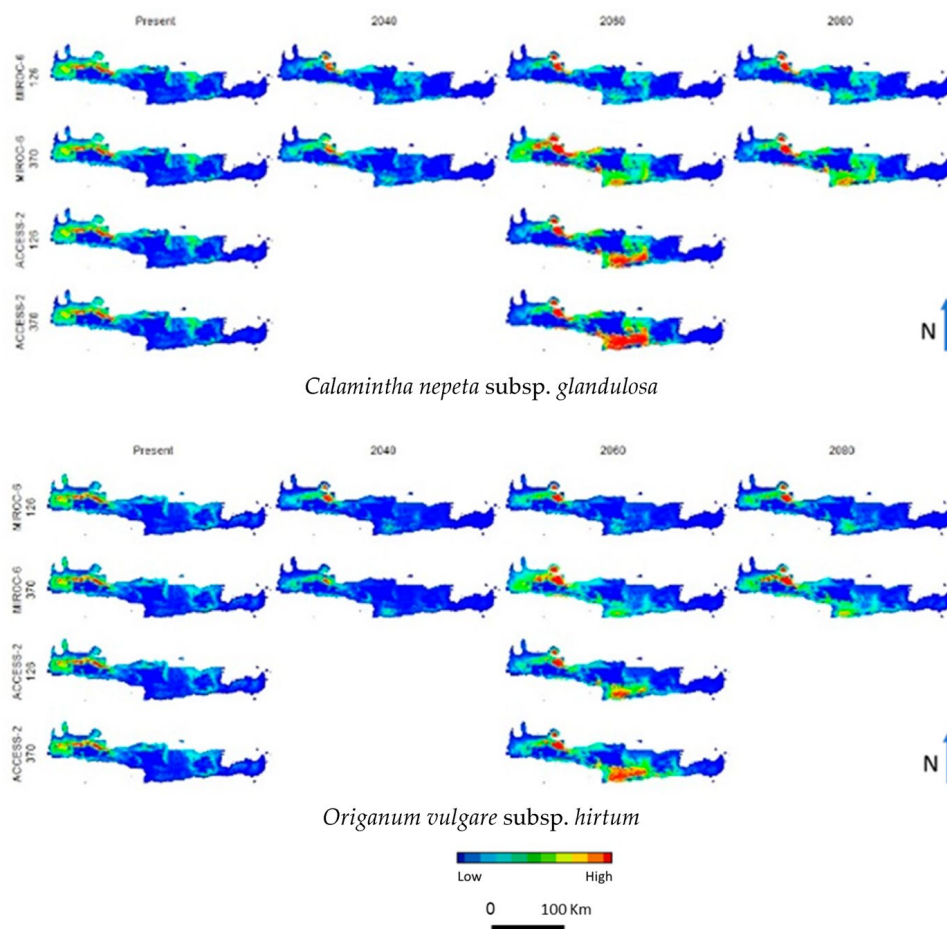 Present 2040 2060 2080
MIROC-6
126
MIROC-6
370
ACCESS-2
126
ACCESS-2
370
N
Calamintha nepeta subsp. glandulosa
Present 2040 2060 2080
MIROC-6
126
MIROC-6
370
ACCESS-2
126
ACCESS-2
370
N
Origanum vulgare subsp. hirtum
Low High
0 100 Km